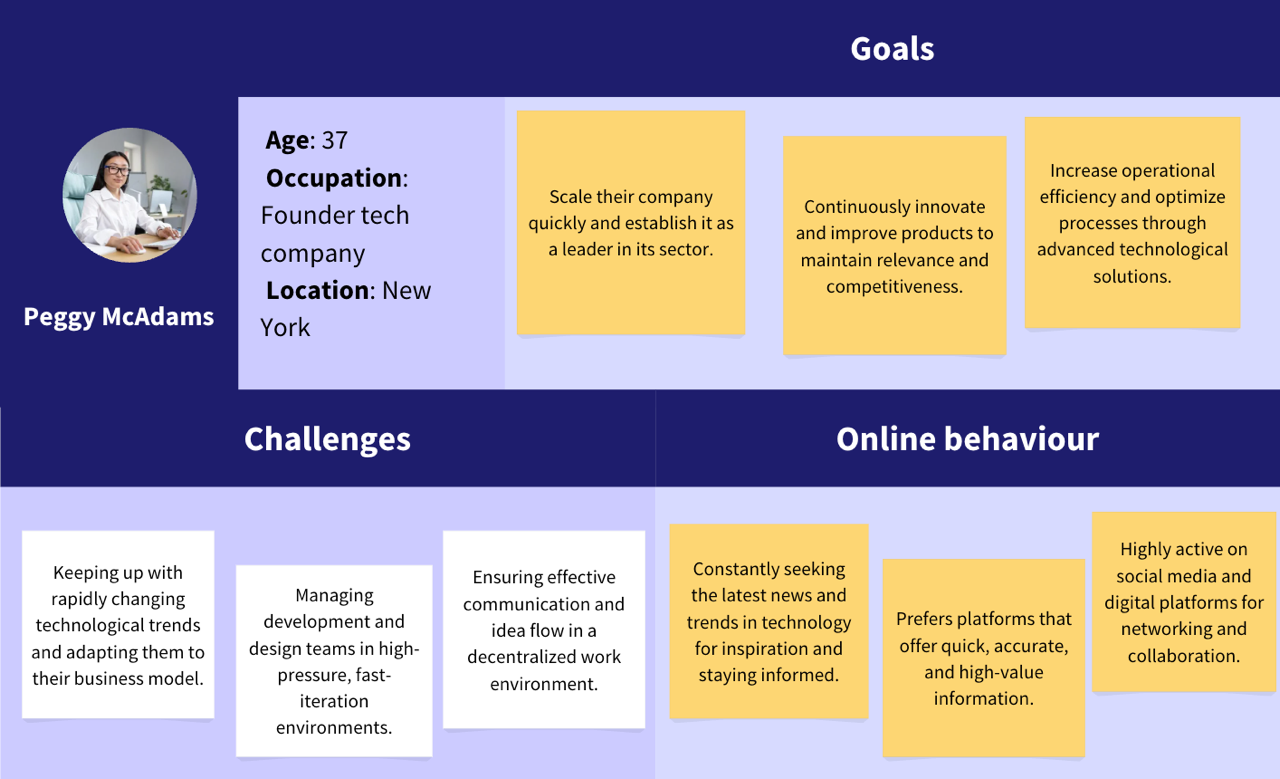 Goals
Age: 37
Occupation:
Founder tech
company
Location: New
York
Peggy McAdams
Scale their company
quickly and establish it as
a leader in its sector.
Continuously innovate
and improve products to
maintain relevance and
competitiveness.
Increase operational
efficiency and optimize
processes through
advanced technological
solutions.
Challenges
Keeping up with
rapidly changing
technological trends
and adapting them to
their business model.
Managing
development and
design teams in high-
pressure, fast-
iteration
environments.
Ensuring effective
communication and
idea flow in a
decentralized work
environment.
Online behaviour
Constantly seeking
the latest news and
trends in technology
for inspiration and
staying informed.
Prefers platforms that
offer quick, accurate,
and high-value
information.
Highly active on
social media and
digital platforms for
networking and
collaboration.